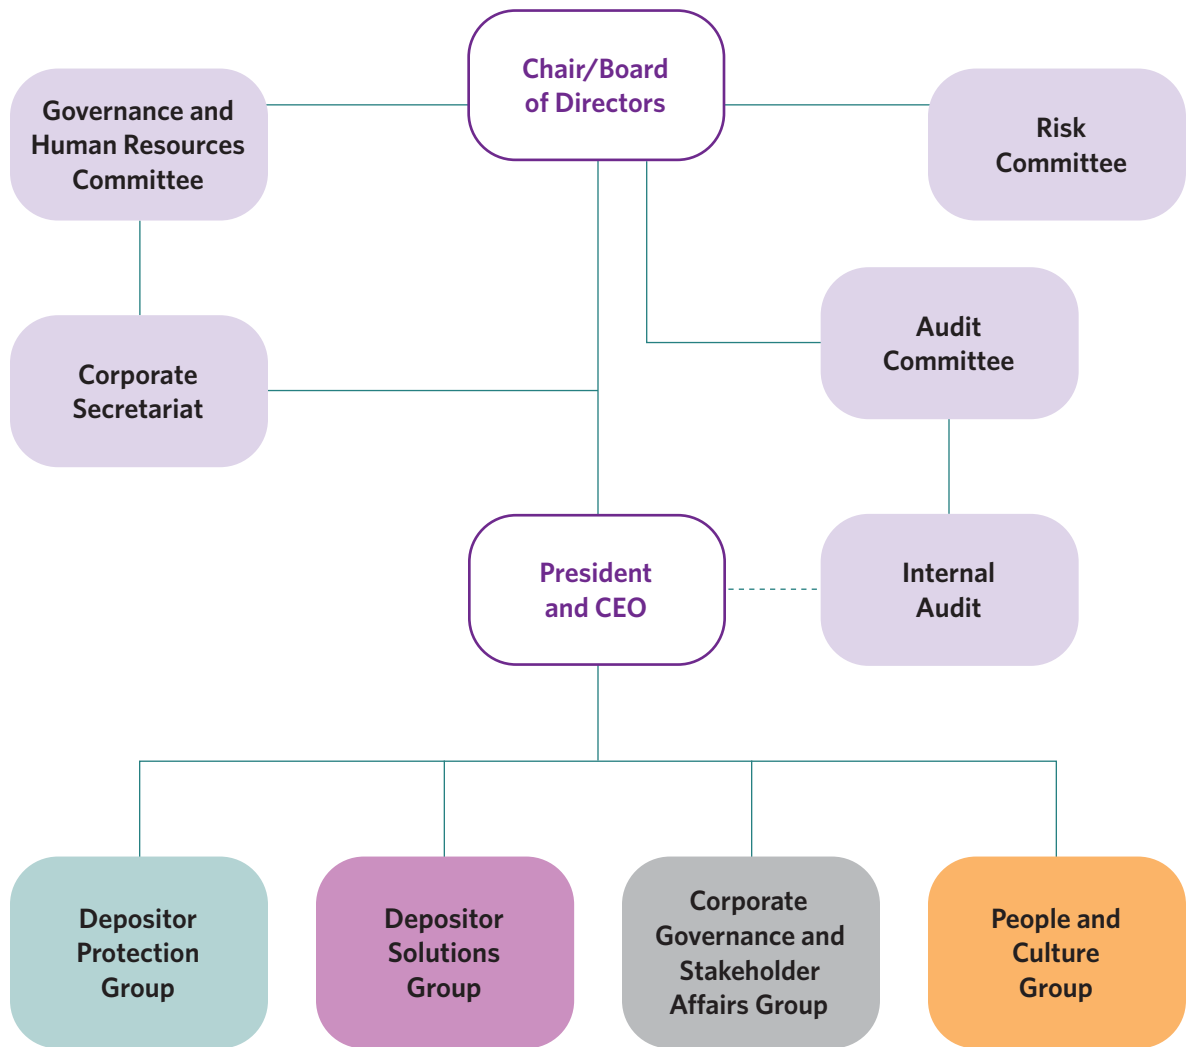 Chair/Board
of Directors
Governance and
Human Resources
Committee
Risk
Committee
Audit
Committee
Corporate
Secretariat
President
and CEO
Internal
Audit
Depositor
Protection
Group
Depositor
Solutions
Group
Corporate
Governance and
Stakeholder
Affairs Group
People and
Culture
Group